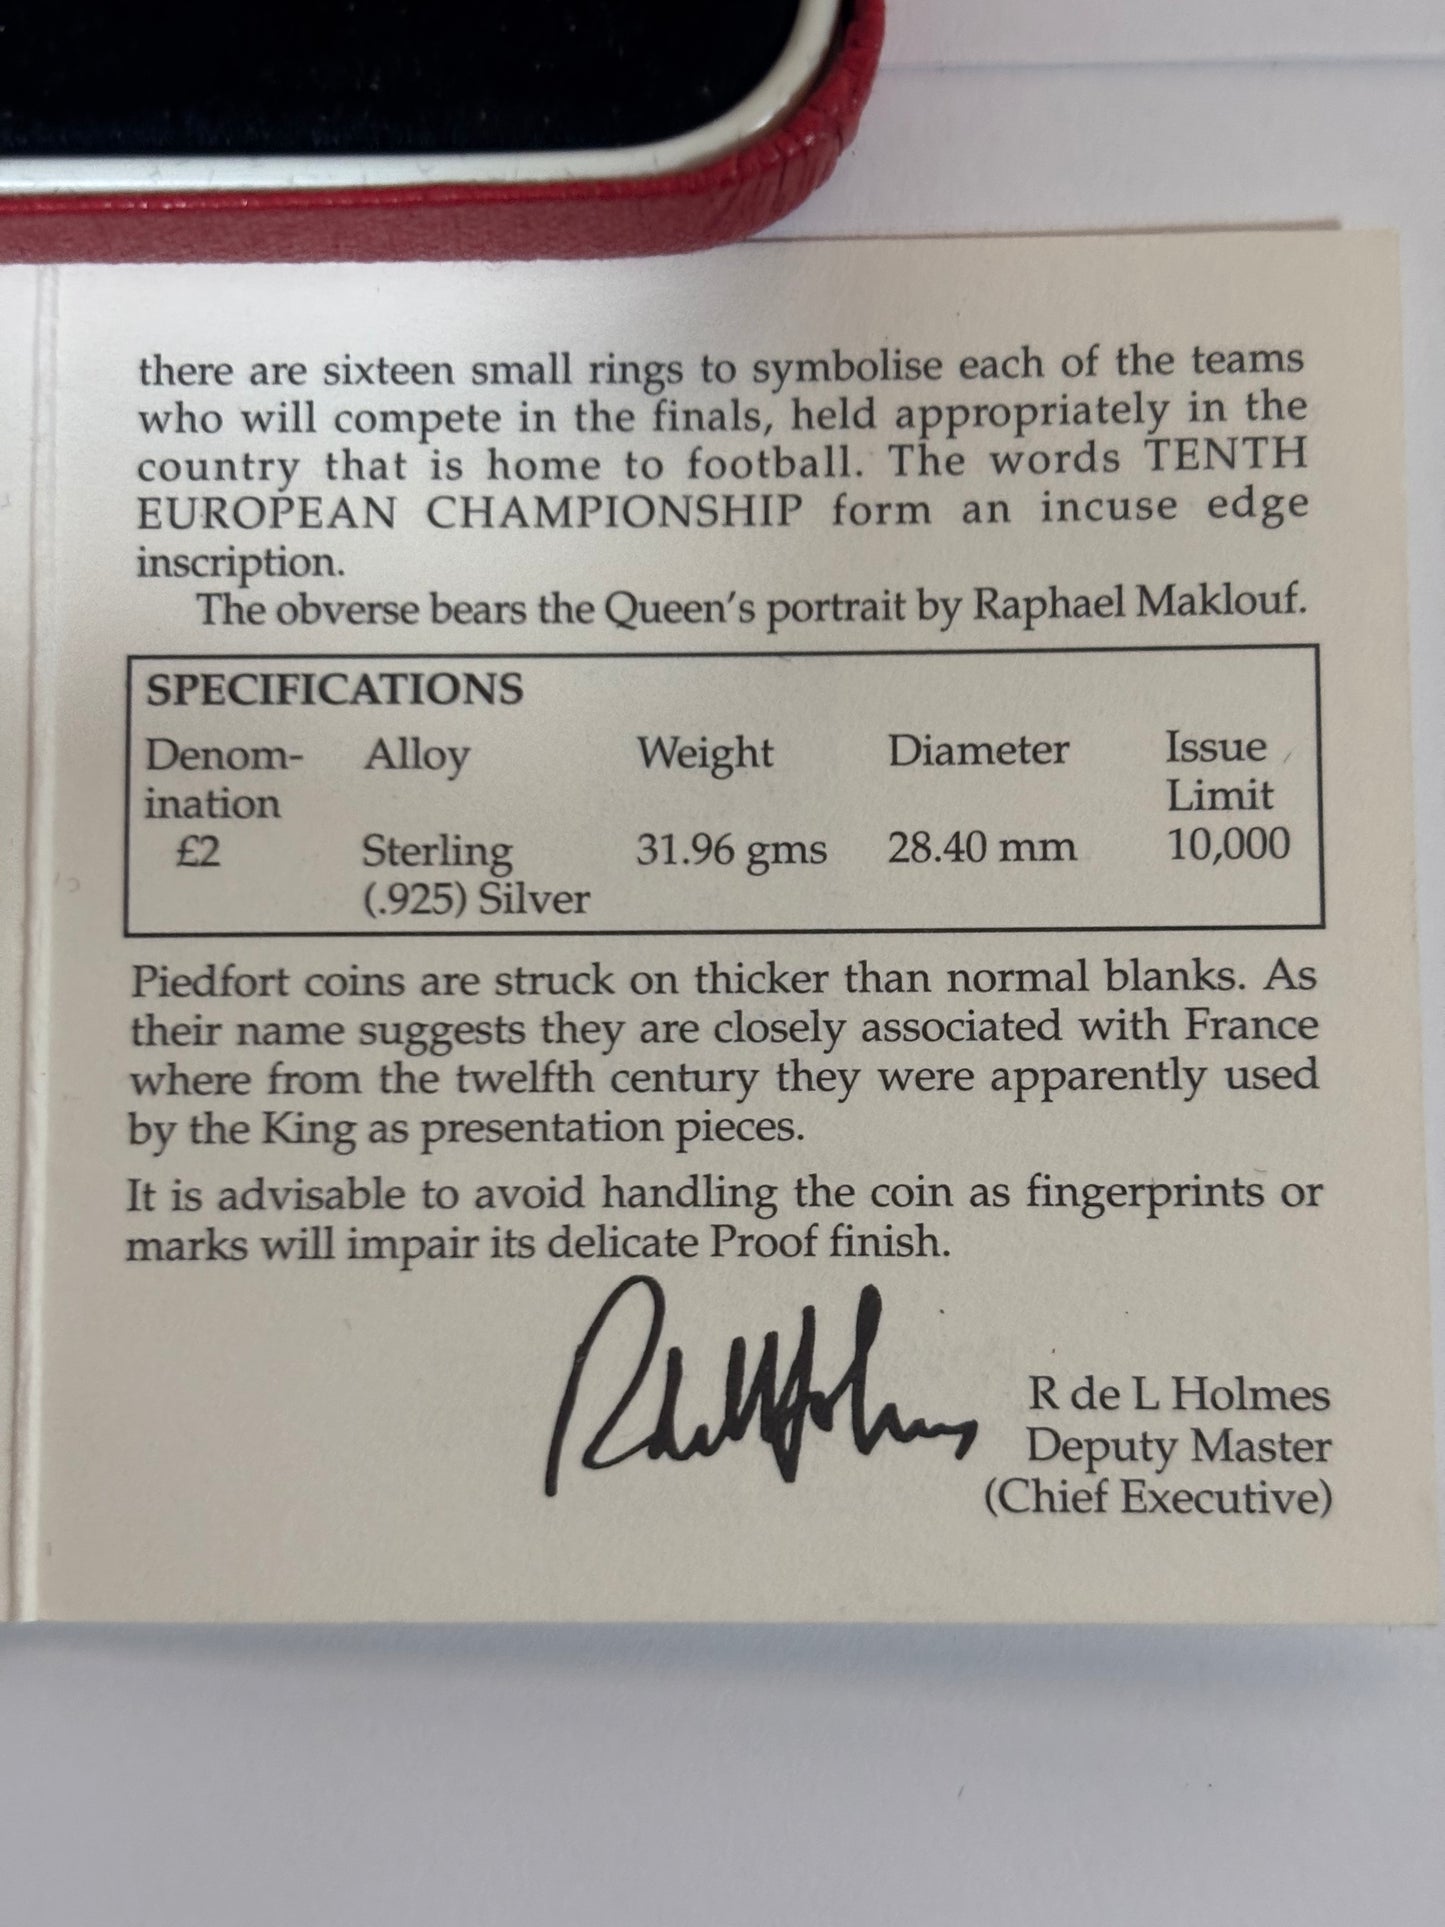 there are sixteen small rings to symbolise each of the teams
who will compete in the finals, held appropriately in the
country that is home to football. The words TENTH
EUROPEAN CHAMPIONSHIP form an incuse edge
inscription.
The obverse bears the Queen's portrait by Raphael Maklouf.
SPECIFICATIONS
Denom- Alloy Weight Diameter Issue
ination Limit
£2 Sterling 31.96 gms 28.40 mm 10,000
(.925) Silver
Piedfort coins are struck on thicker than normal blanks. As
their name suggests they are closely associated with France
where from the twelfth century they were apparently used
by the King as presentation pieces.
It is advisable to avoid handling the coin as fingerprints or
marks will impair its delicate Proof finish.
R de L Holmes
Deputy Master
(Chief Executive)